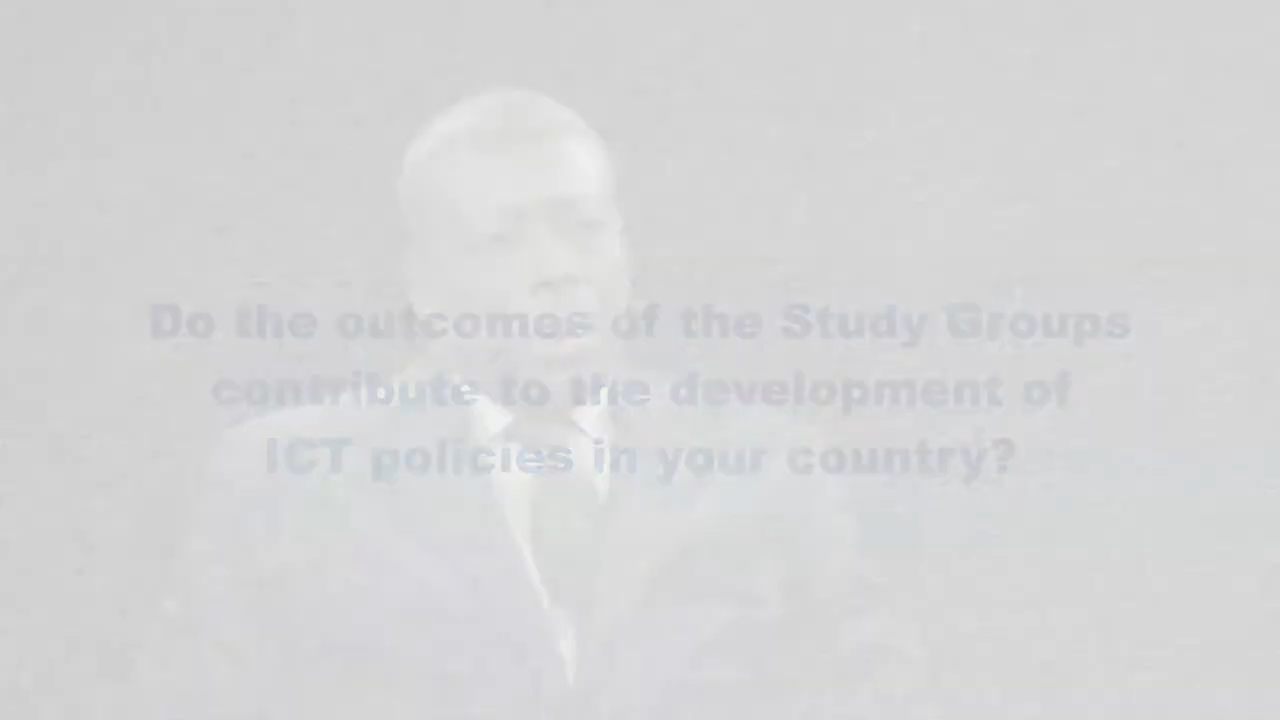 Do the outcomes of the Study Groups
contribute to the development of
ICT policies in your country?